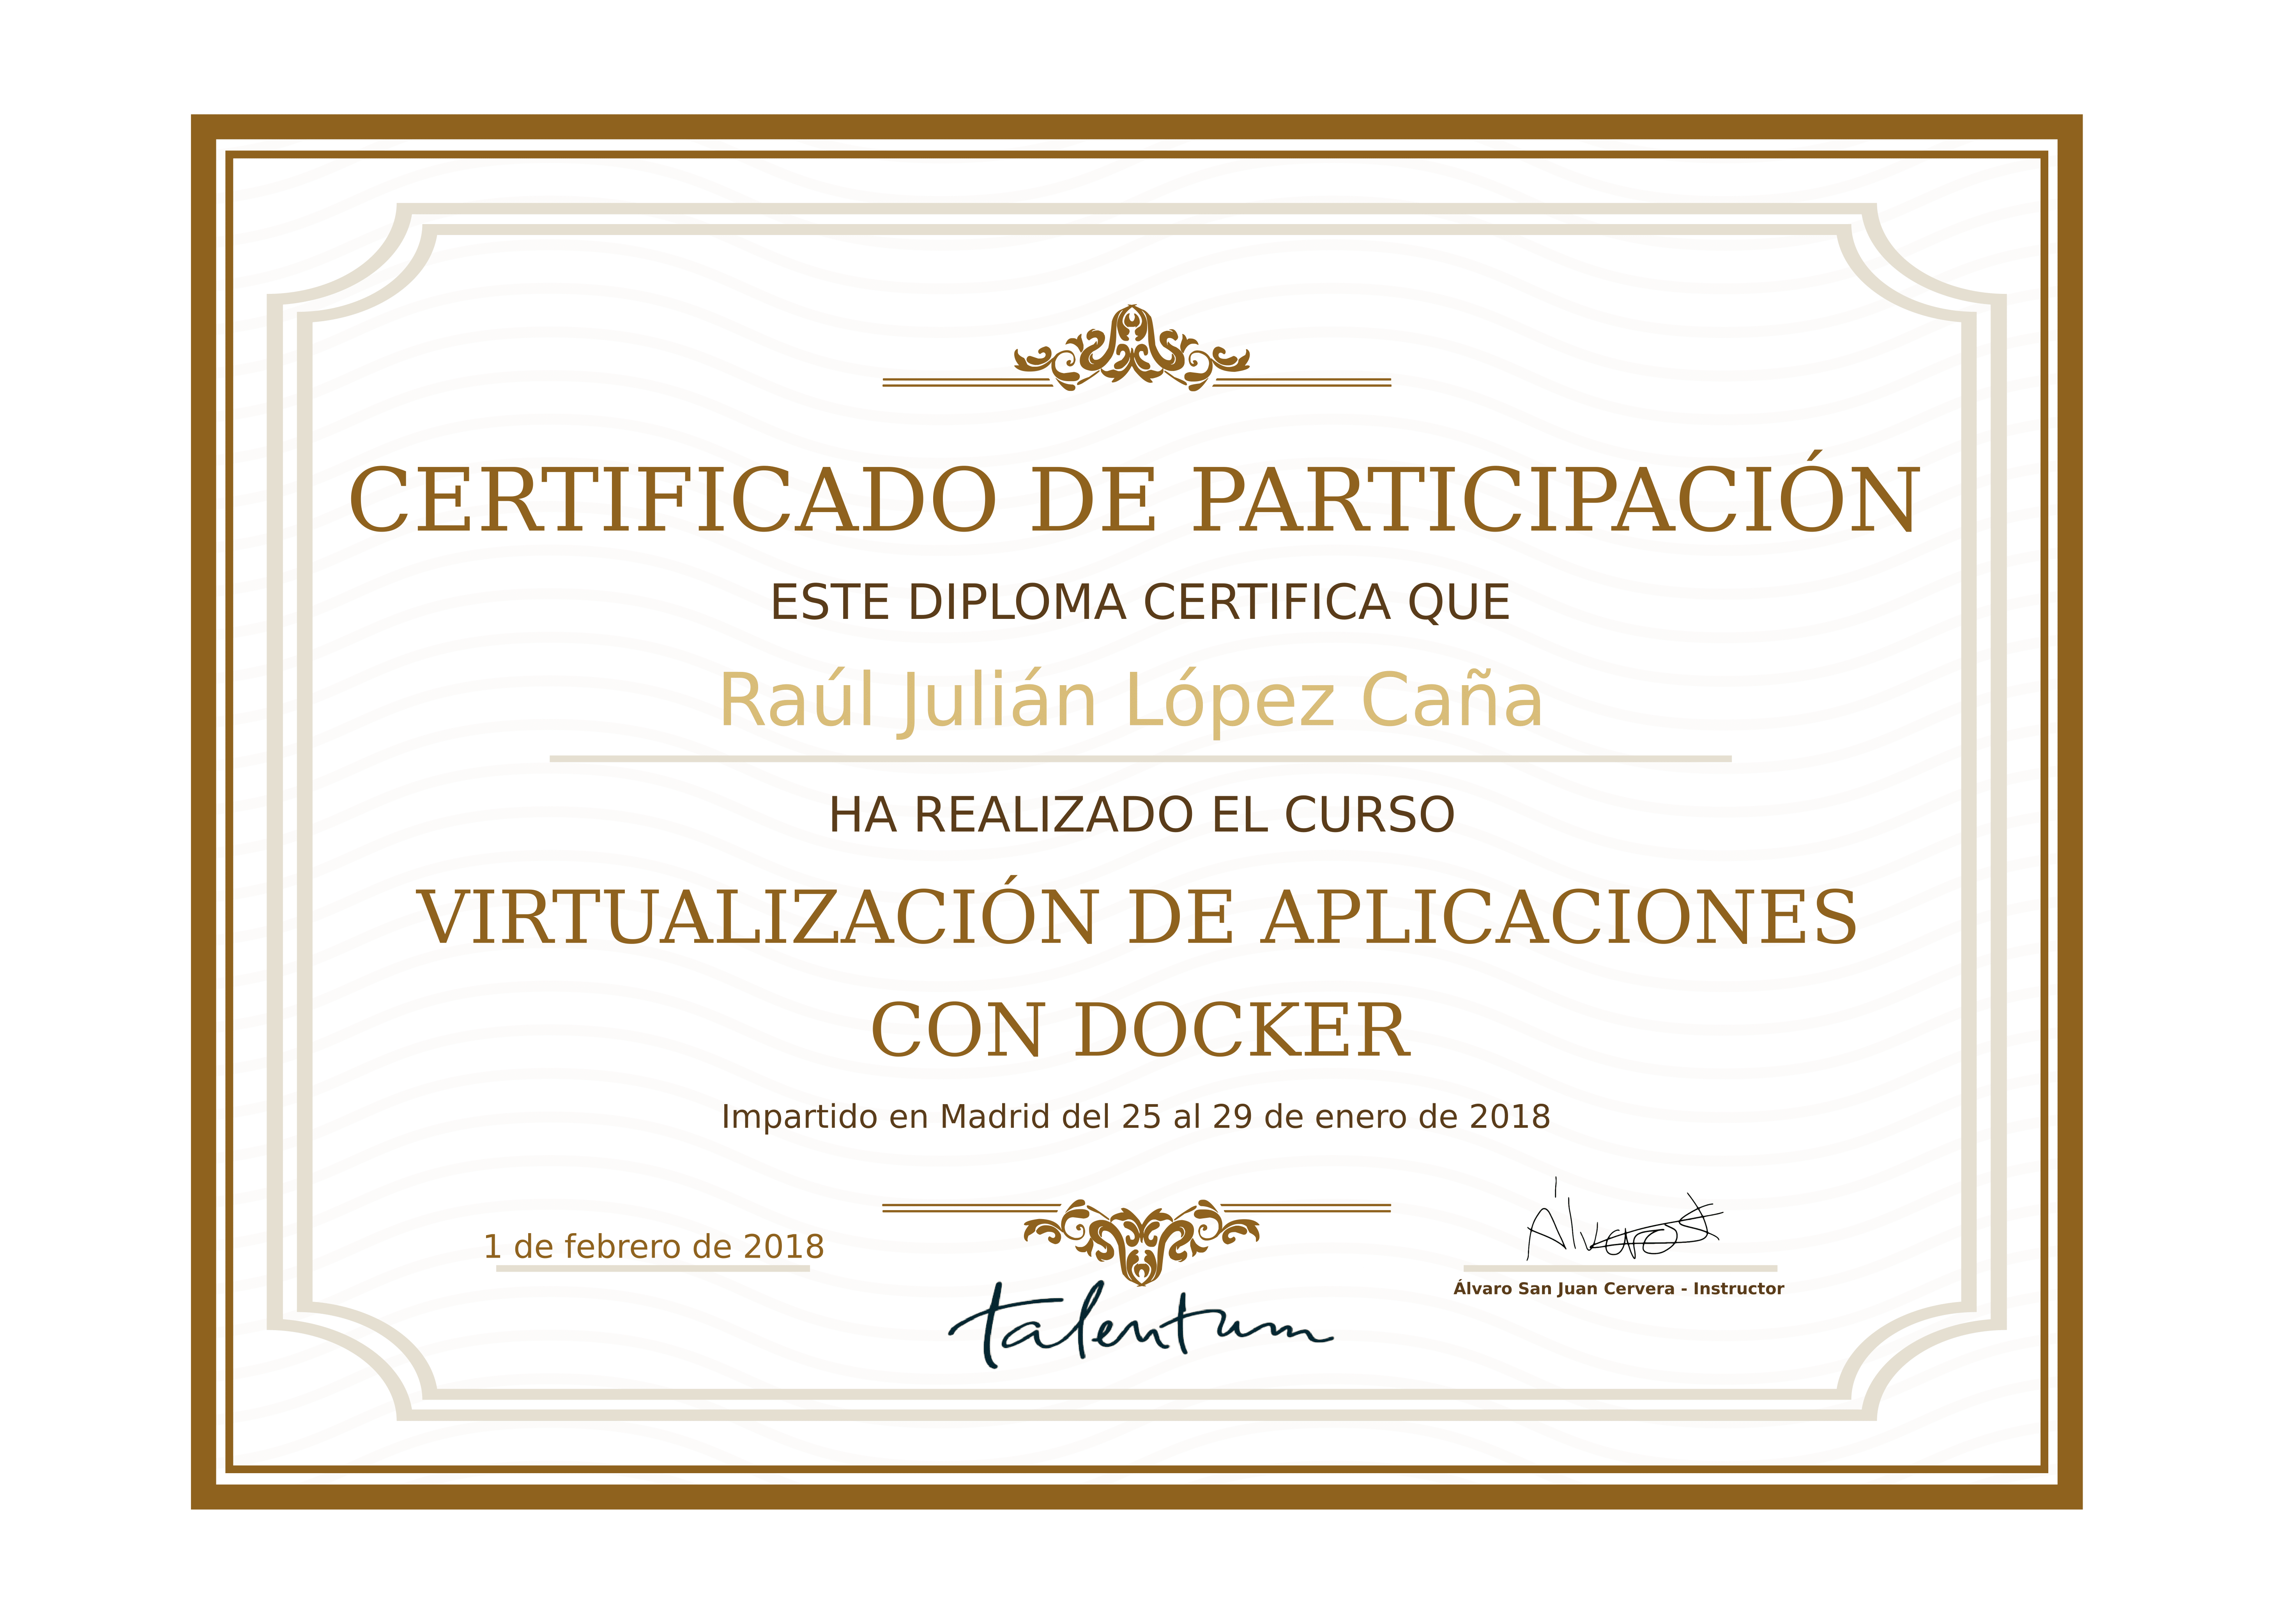 CERTIFICADO DE PARTICIPACIÓN
ESTE DIPLOMA CERTIFICA QUE
Raúl Julián López Caña
HA REALIZADO EL CURSO
VIRTUALIZACIÓN DE APLICACIONES
CON DOCKER
Impartido en Madrid del 25 al 29 de enero de 2018
1 de febrero de 2018
Álvaro
Álvaro San Juan Cervera - Instructor
talentum